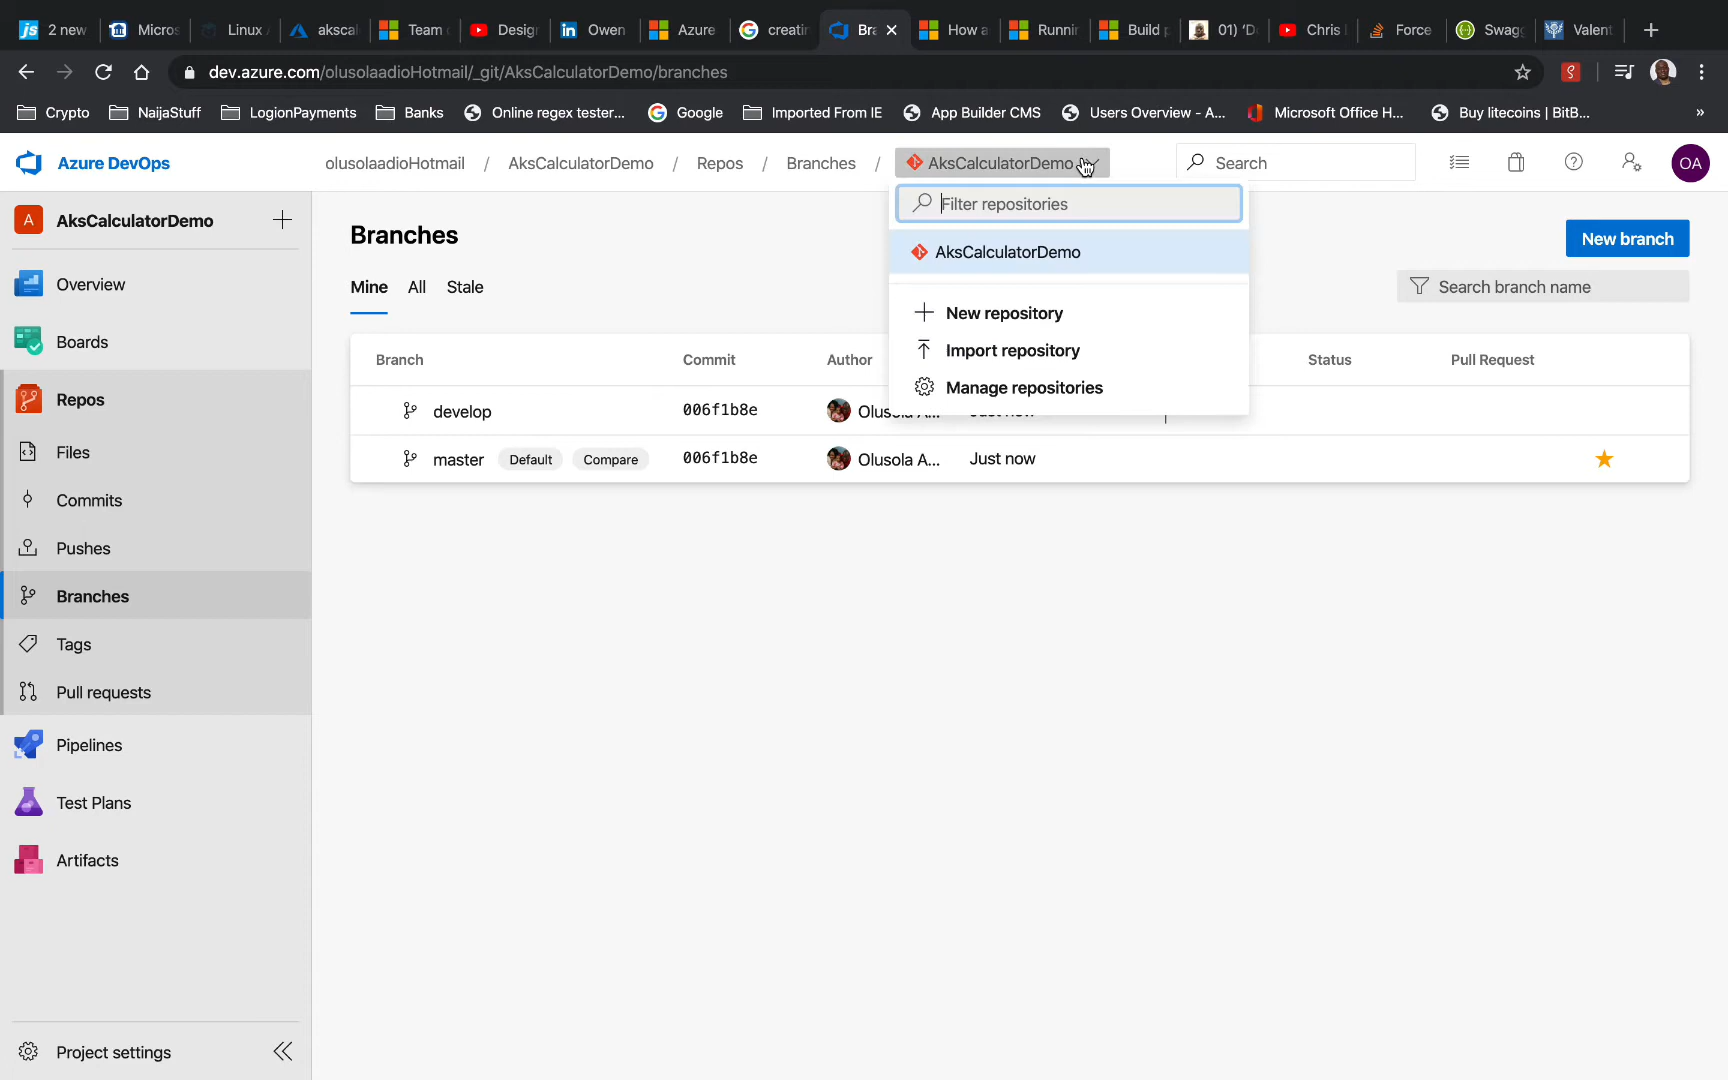 2 new
Micros
Linux
akscal
Team
Desig
Owen
Azure
creatin
Bra
How a
Runnin
Build p
01) 'D
Chris
Force
Swagg
Valent
dev.azure.com/olusolaadioHotmail/_git/AksCalculatorDemo/branches
Crypto
NaijaStuff
LogionPayments
Banks
Online regex tester...
Google
Imported From IE
App Builder CMS
Users Overview - A...
Microsoft Office H...
Buy litecoins | BitB...
»
Azure DevOps
olusolaadioHotmail / AksCalculatorDemo / Repos / Branches / AksCalculatorDemo
Search
OA
A AksCalculatorDemo
Overview
Boards
Repos
Files
Commits
Pushes
Branches
Tags
Pull requests
Pipelines
Test Plans
Artifacts
Project settings
Branches
New branch
Mine All Stale
Search branch name
Filter repositories
AksCalculatorDemo
New repository
Import repository
Manage repositories
Branch Commit Author Status Pull Request
develop 006f1b8e
master Default Compare 006f1b8e Olusola A... Just now